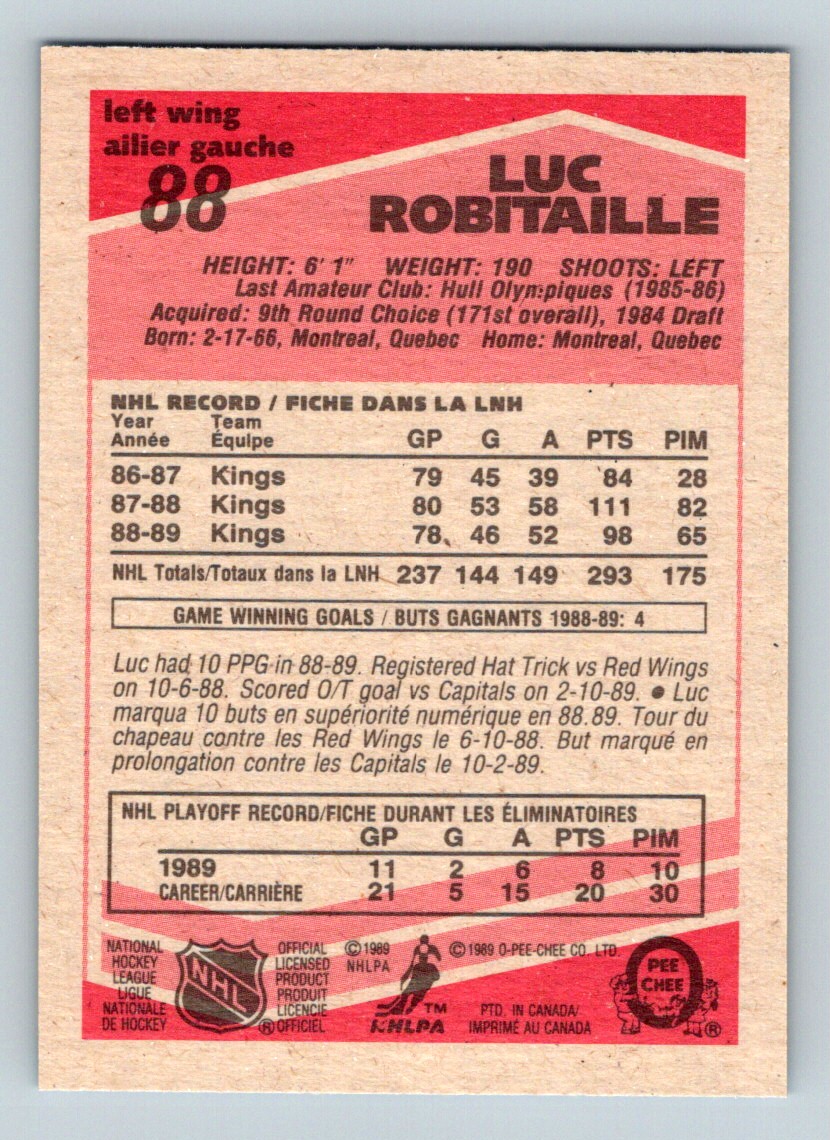 left wing
ailier gauche
88
LUC
ROBITAILLE
HEIGHT: 6' 1" WEIGHT: 190 SHOOTS: LEFT
Last Amateur Club: Hull Olympiques (1985-86)
Acquired: 9th Round Choice (171st overall), 1984 Draft
Born: 2-17-66, Montreal, Quebec Home: Montreal, Quebec
NHL RECORD / FICHE DANS LA LNH
Year Team
Année Équipe GP G A PTS PIM
86-87 Kings 79 45 39 84 28
87-88 Kings 80 53 58 111 82
88-89 Kings 78 46 52 98 65
NHL Totals/Totaux dans la LNH 237 144 149 293 175
GAME WINNING GOALS / BUTS GAGNANTS 1988-89: 4
Luc had 10 PPG in 88-89. Registered Hat Trick vs Red Wings
on 10-6-88. Scored O/T goal vs Capitals on 2-10-89. ● Luc
marqua 10 buts en supériorité numérique en 88.89. Tour du
chapeau contre les Red Wings le 6-10-88. But marqué en
prolongation contre les Capitals le 10-2-89.
NHL PLAYOFF RECORD/FICHE DURANT LES ÉLIMINATOIRES
GP G A PTS PIM
1989 11 2 6 8 10
CAREER/CARRIÈRE 21 5 15 20 30
NATIONAL
HOCKEY
LEAGUE
LIGUE
NATIONALE
DE HOCKEY
NHL
®
OFFICIAL
LICENSED
PRODUCT
PRODUIT
LICENCIE
OFFICIEL
©1989
NHLPA
TM
NHLPA
©1989 O-PEE-CHEE CO. LTD.
PTD. IN CANADA/
IMPRIMÉ AU CANADA
PEE
CHEE
®